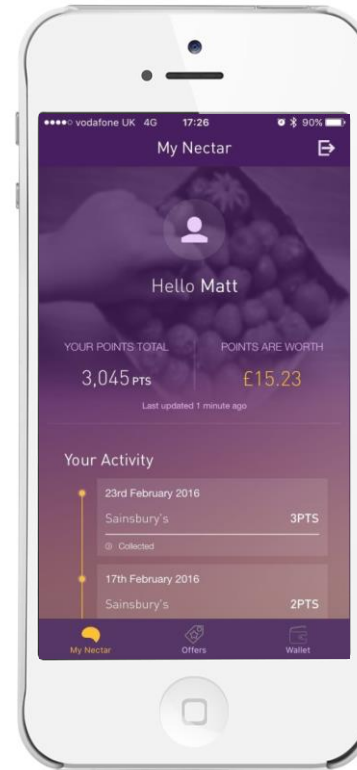 vodafone UK 4G 17:26 90%
My Nectar
Hello Matt
YOUR POINTS TOTAL POINTS ARE WORTH
3,045 PTS £15.23
Last updated 1 minute ago
Your Activity
23rd February 2016
Sainsbury's 3PTS
Collected
17th February 2016
Sainsbury's 2PTS
My Nectar Offers Wallet